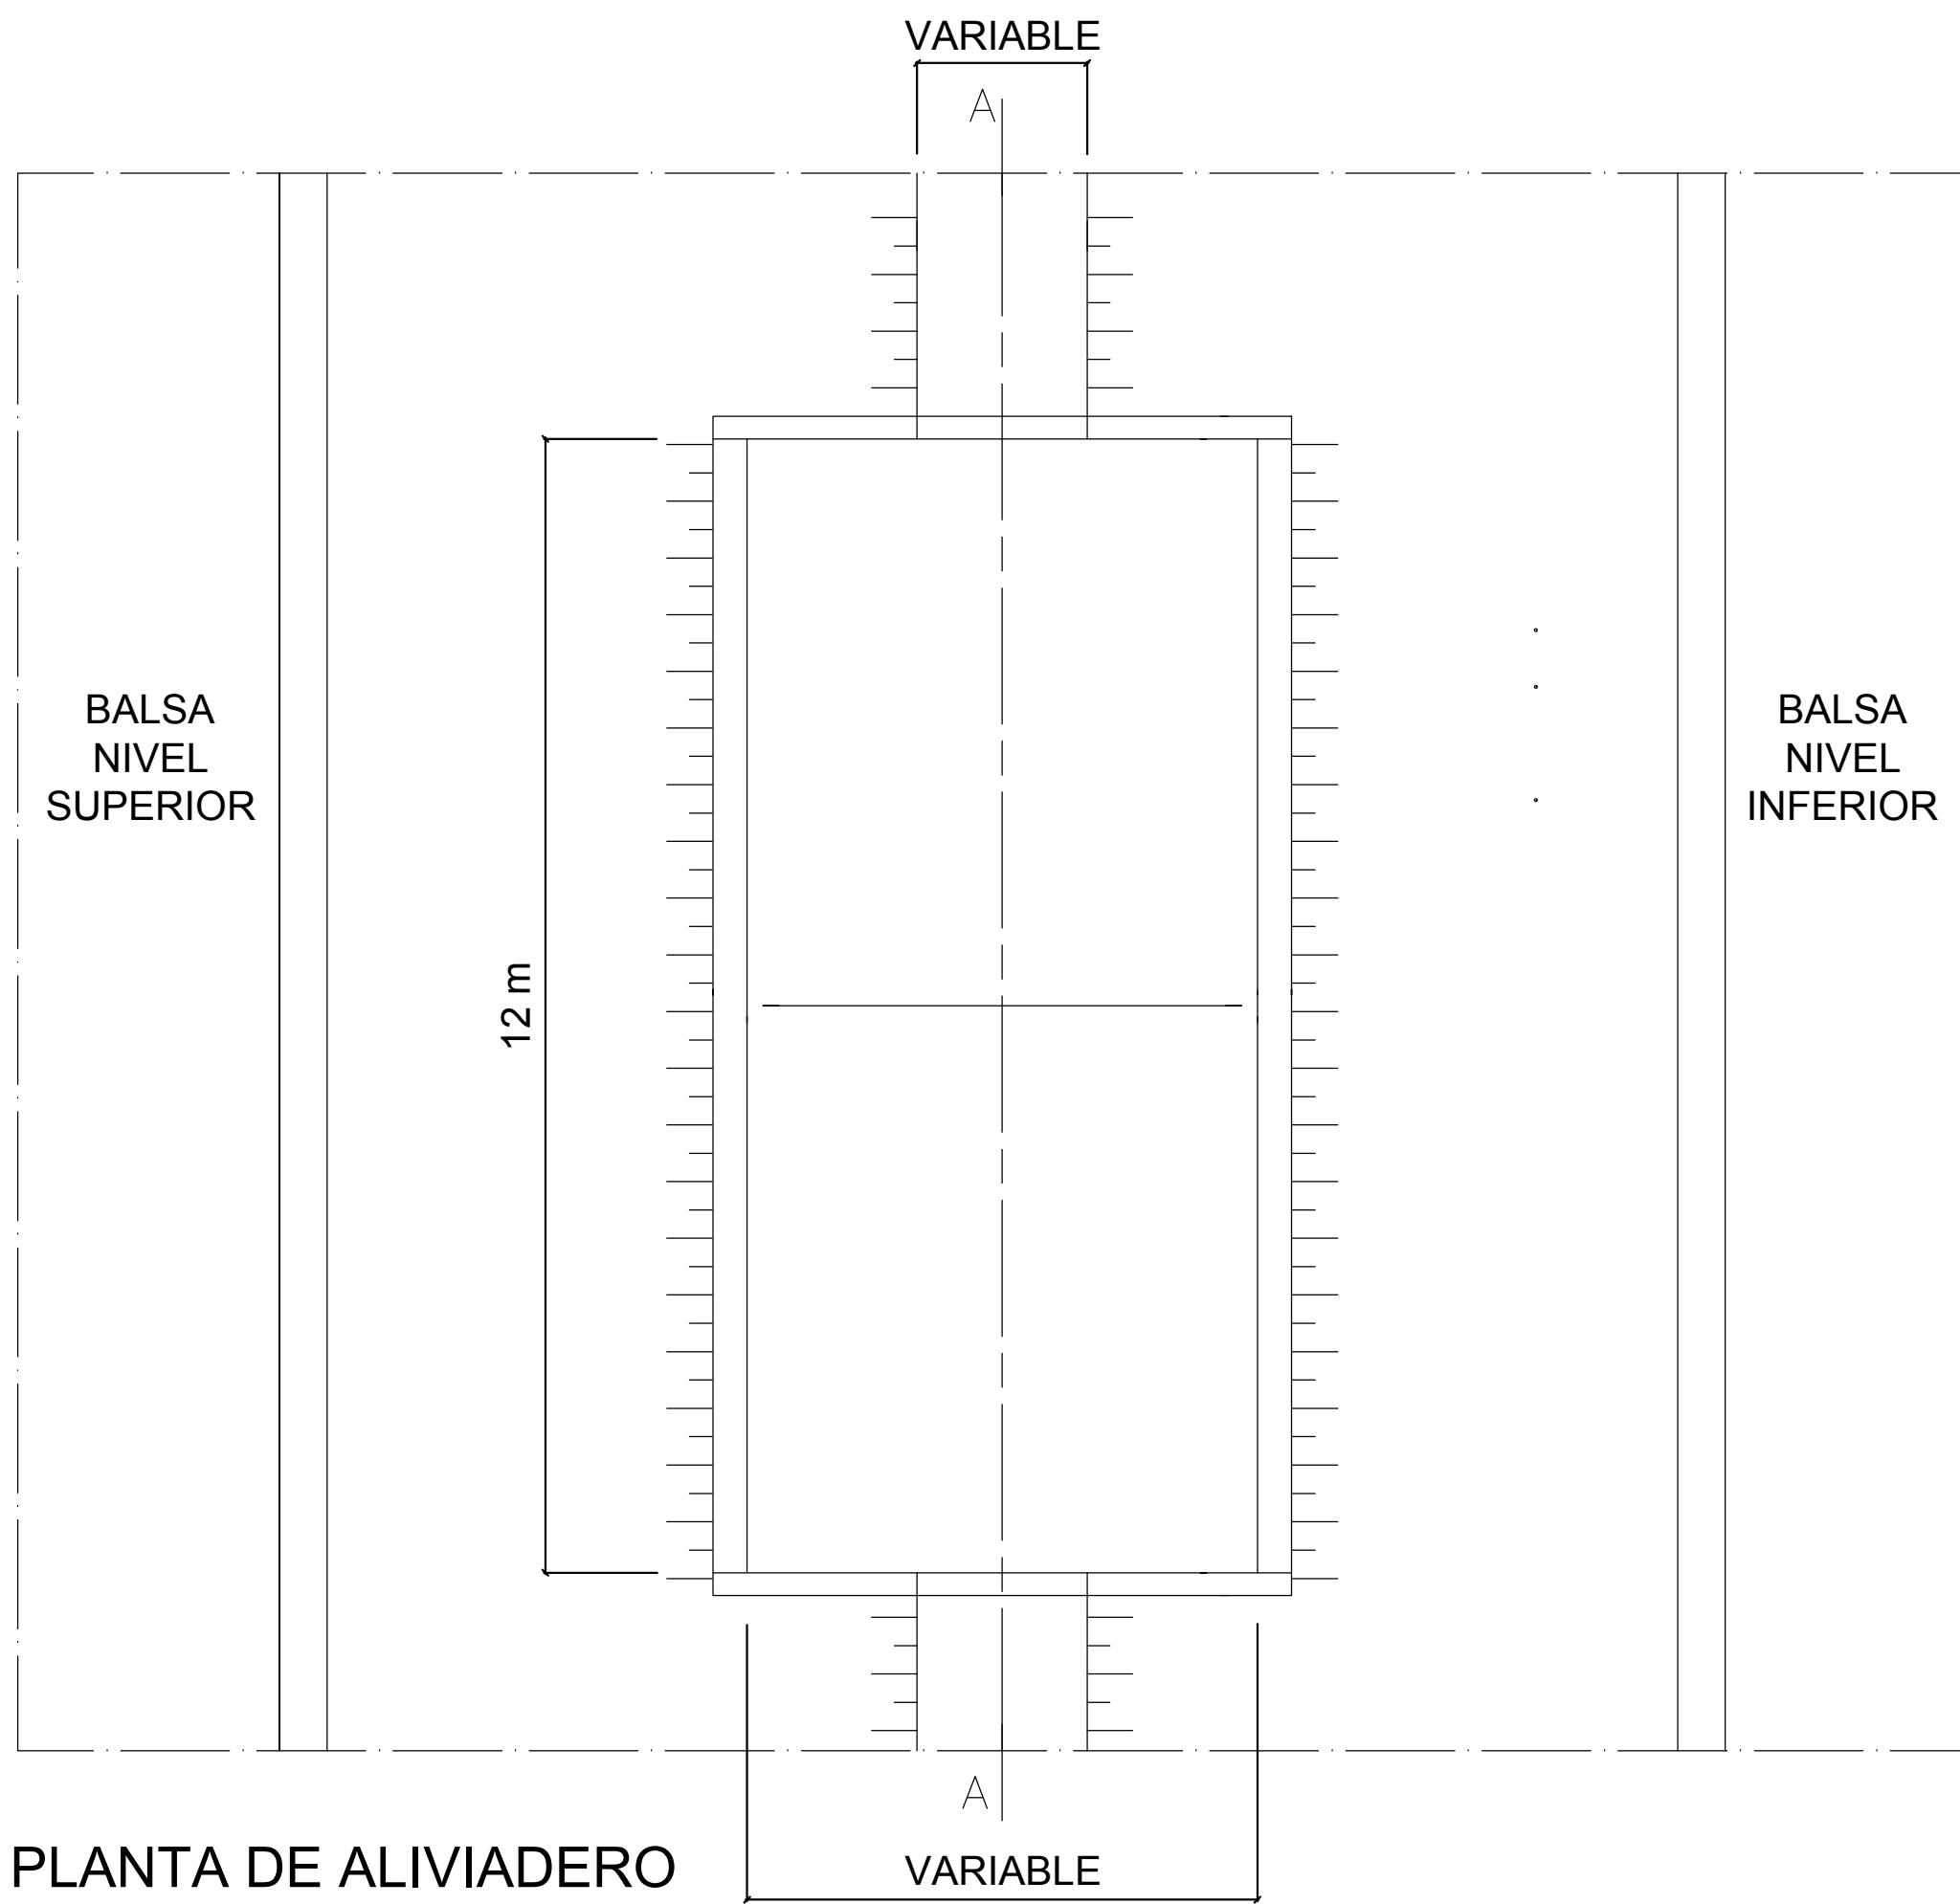 VARIABLE
A
BALSA
NIVEL
SUPERIOR
BALSA
NIVEL
INFERIOR
12 m
A
PLANTA DE ALIVIADERO
VARIABLE